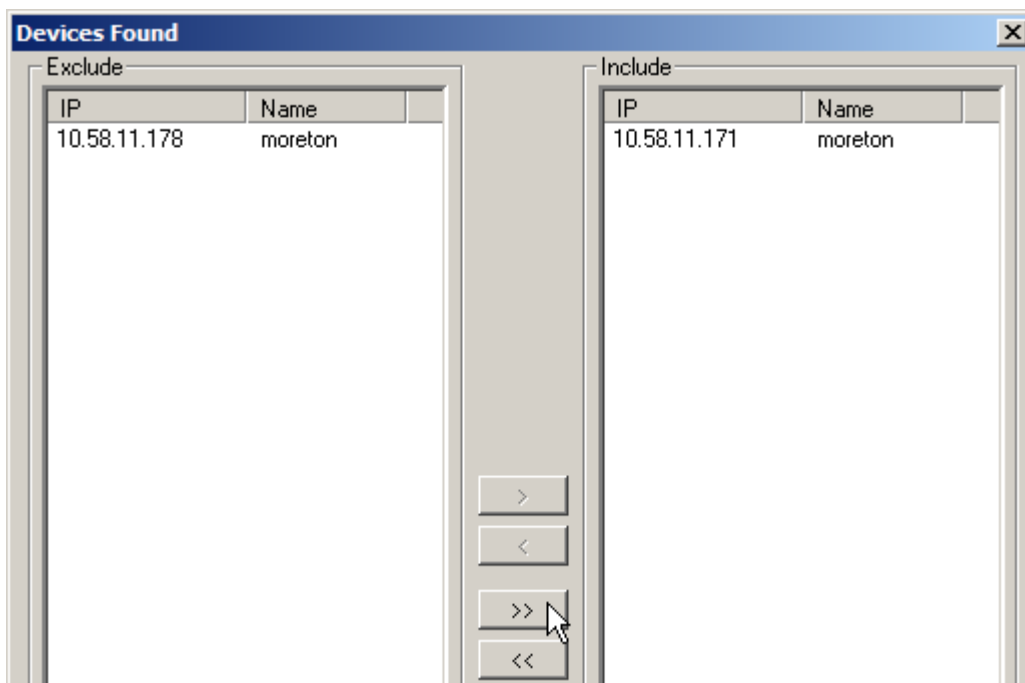 Devices Found
Exclude
IP Name
10.58.11.178 moreton
Include
IP Name
10.58.11.171 moreton
>
<
>>
<<